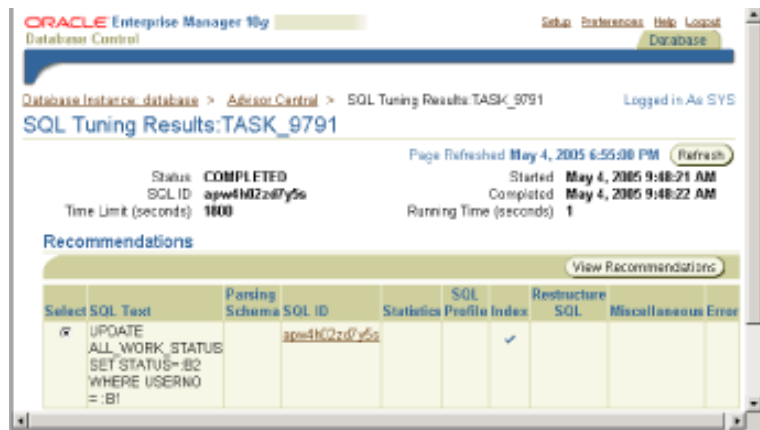 ORACLE Enterprise Manager 10g
Database Control
Setup Preferences Help Logout
Database
Database Instance: database > Advisor Central > SQL Tuning Results:TASK_9791
Logged in As SYS
SQL Tuning Results:TASK_9791
Page Refreshed May 4, 2005 6:55:00 PM Refresh
Status COMPLETED
SQL ID apw4h02zd7y5s
Time Limit (seconds) 1800
Started May 4, 2005 9:48:21 AM
Completed May 4, 2005 9:48:22 AM
Running Time (seconds) 1
Recommendations
View Recommendations
Select SQL Text Parsing Schema SQL ID Statistics SQL Profile Index Restructure SQL Miscellaneous Error
UPDATE
ALL_WORK_STATUS
SET STATUS=:B2
WHERE USERNO
=:B1
apw4h02zd7y5s